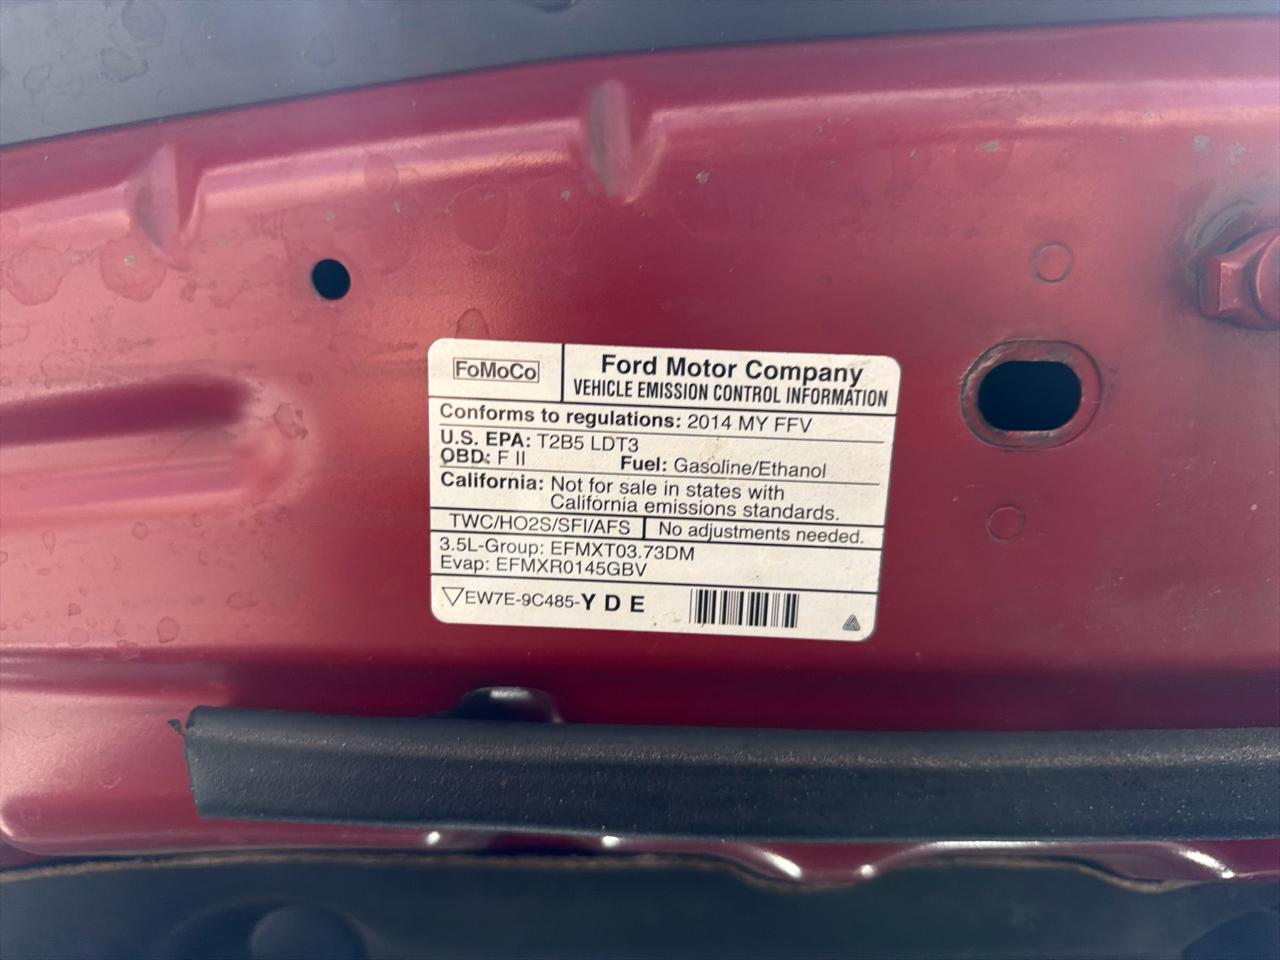 FoMoCo
Ford Motor Company
VEHICLE EMISSION CONTROL INFORMATION
Conforms to regulations: 2014 MY FFV
U.S. EPA: T2B5 LDT3
OBD: F II Fuel: Gasoline/Ethanol
California: Not for sale in states with
California emissions standards.
TWC/HO2S/SFI/AFS No adjustments needed.
3.5L-Group: EFMXT03.73DM
Evap: EFMXR0145GBV
▽EW7E-9C485-Y D E